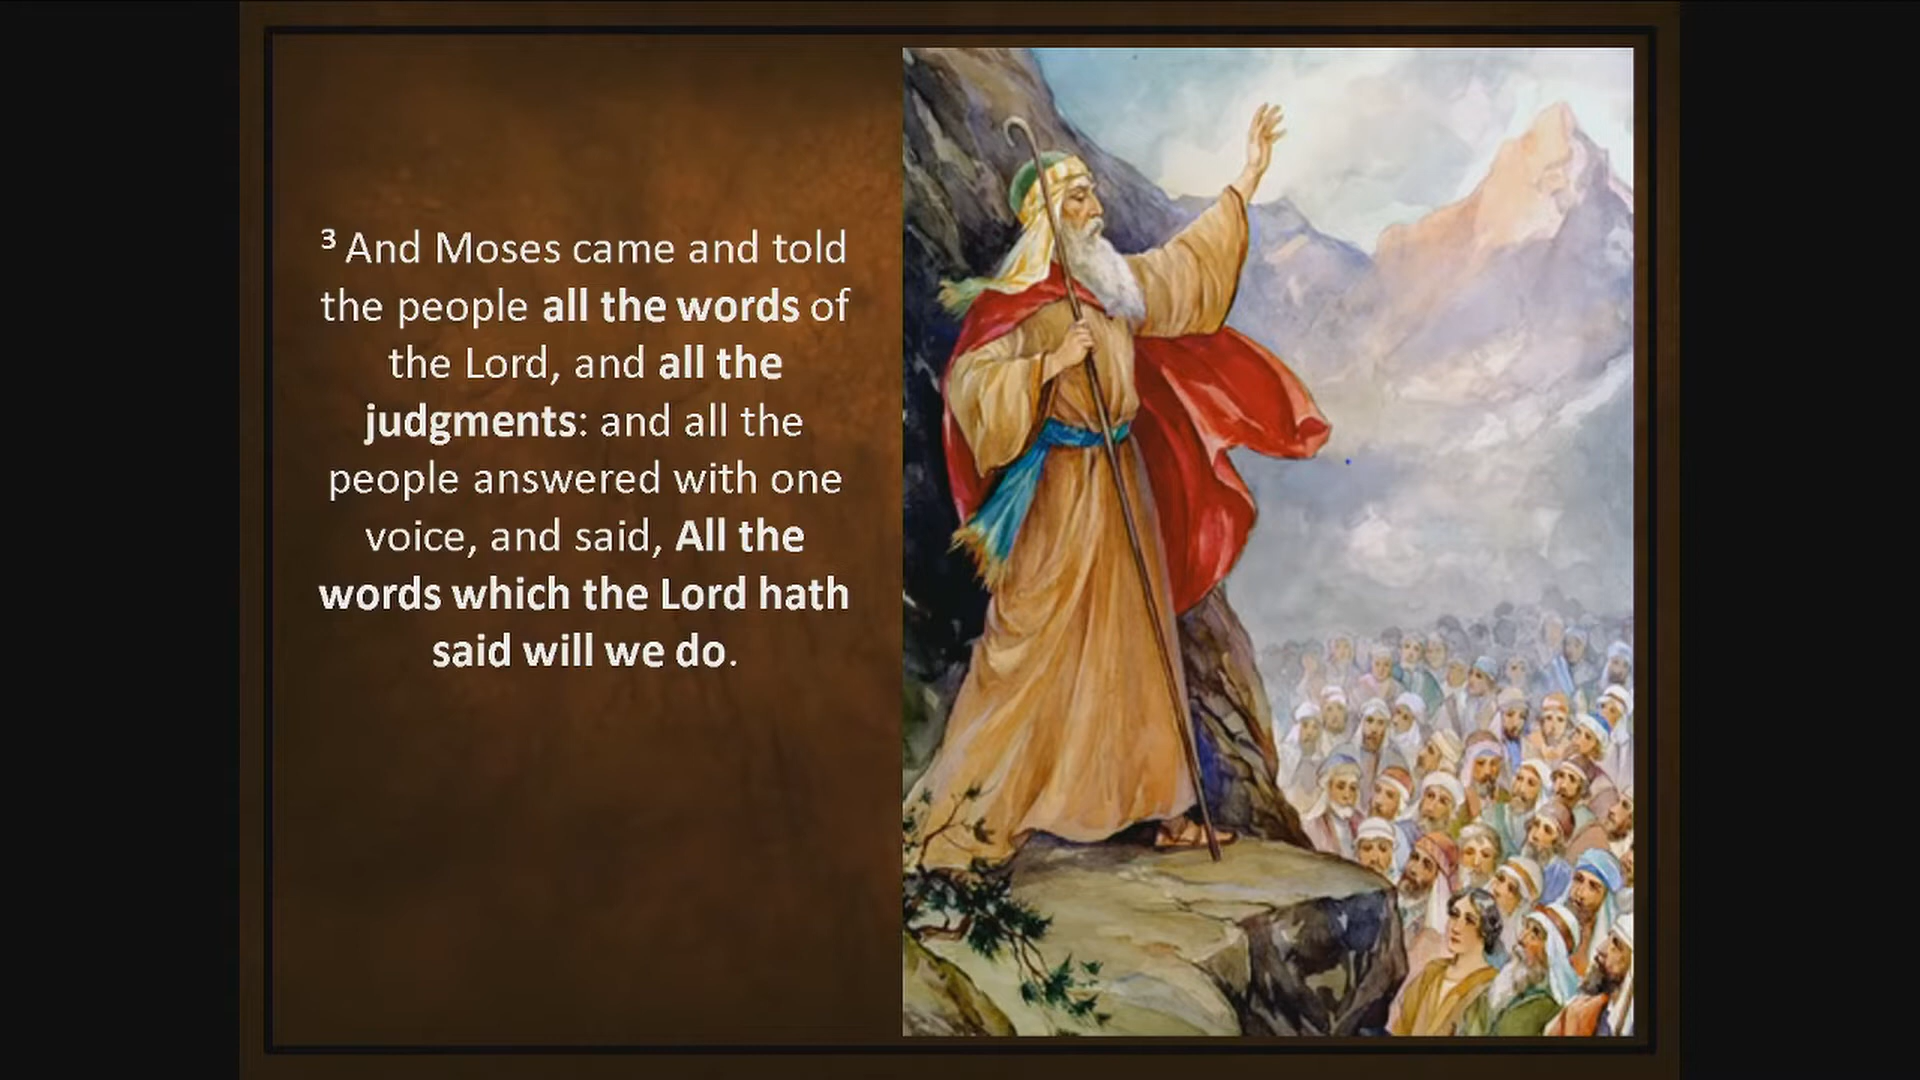 ³ And Moses came and told
the people all the words of
the Lord, and all the
judgments: and all the
people answered with one
voice, and said, All the
words which the Lord hath
said will we do.